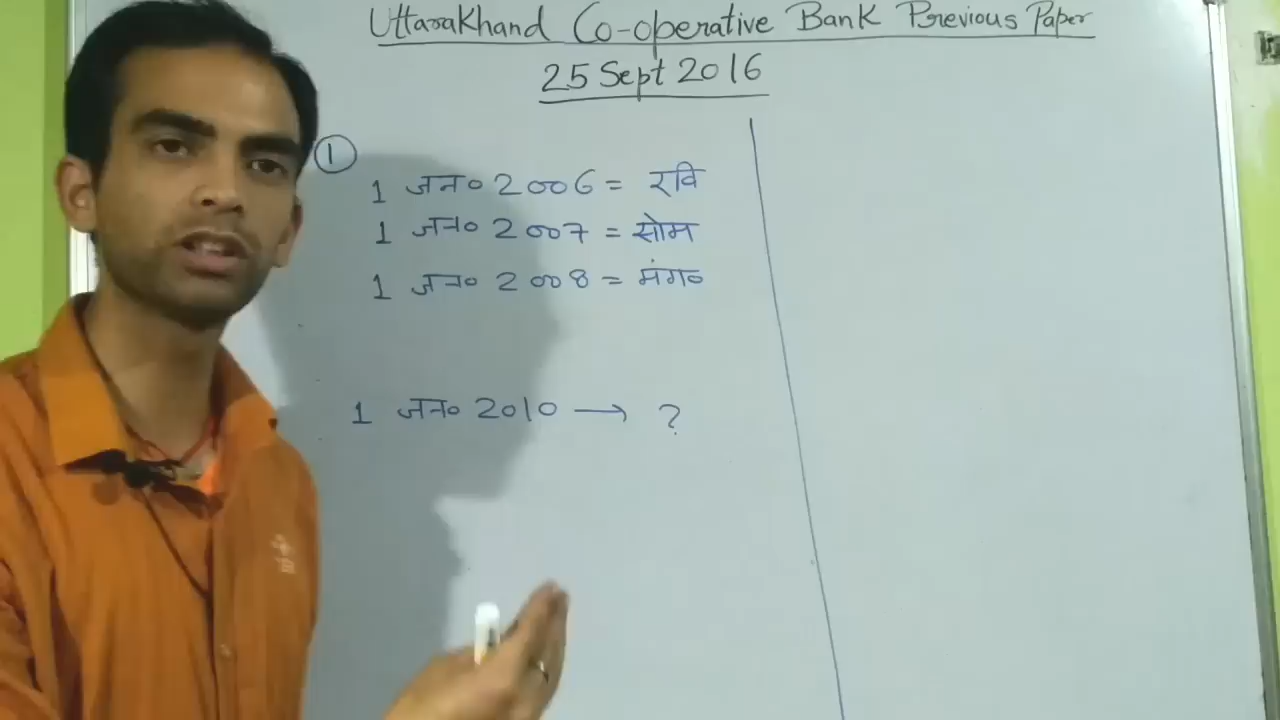 Uttarakhand Co-operative Bank Previous Paper
25 Sept 2016
1
1 जन० 2006 = रवि
1 जन० 2007 = सोम
1 जन० 2008 = मंग०
1 जन० 2010 → ?